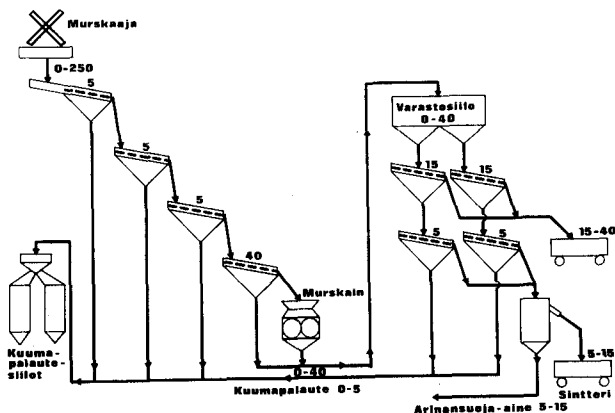 Murskaaja
0-250
5
5
5
40
Murskain
0-40
Kuumapalaute 0-5
Kuuma-
palaute-
siilot
Varastosiilo
0-40
15
15
5
5
15-40
5-15
Sintteri
Arinansuoja-aine 5-15